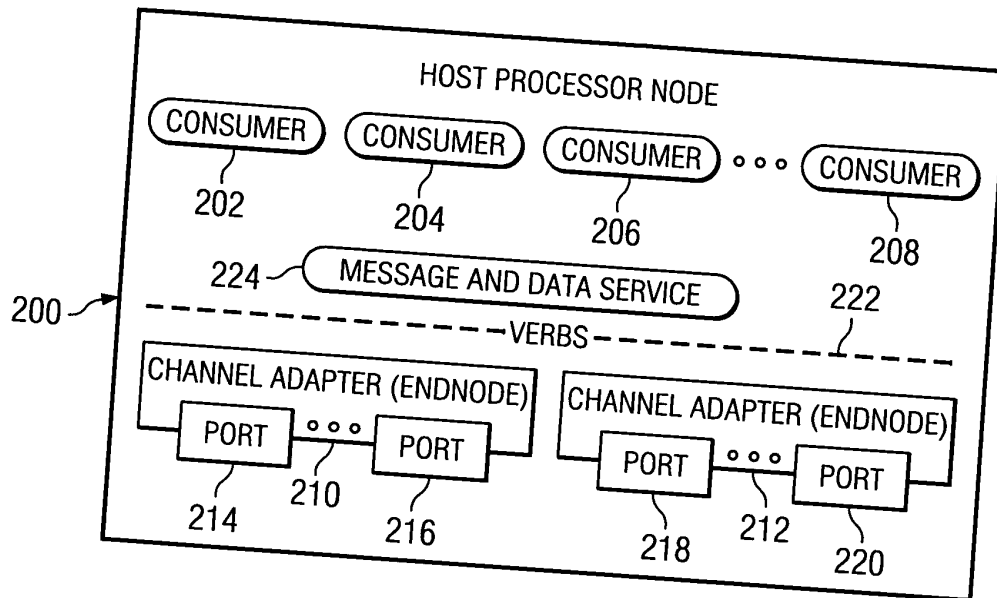 HOST PROCESSOR NODE
CONSUMER CONSUMER CONSUMER CONSUMER
202 204 206 208
224 MESSAGE AND DATA SERVICE
200
VERBS
222
CHANNEL ADAPTER (ENDNODE) CHANNEL ADAPTER (ENDNODE)
PORT PORT PORT PORT
214 210 216 218 212 220